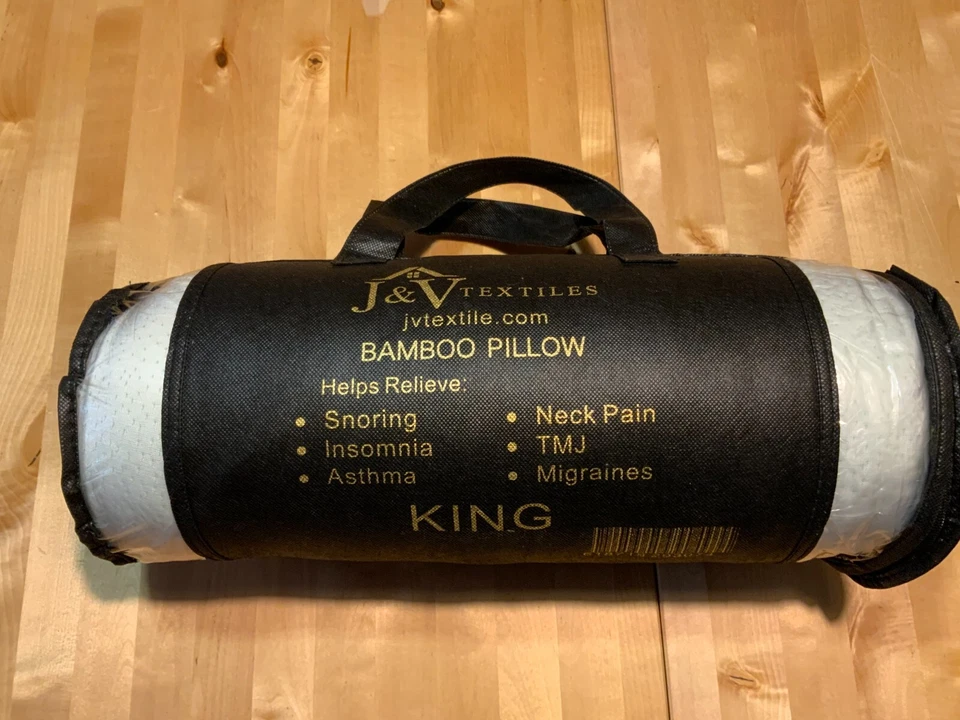 J&V TEXTILES
jvtextile.com
BAMBOO PILLOW
Helps Relieve:
• Snoring
• Insomnia
• Asthma
• Neck Pain
• TMJ
• Migraines
KING